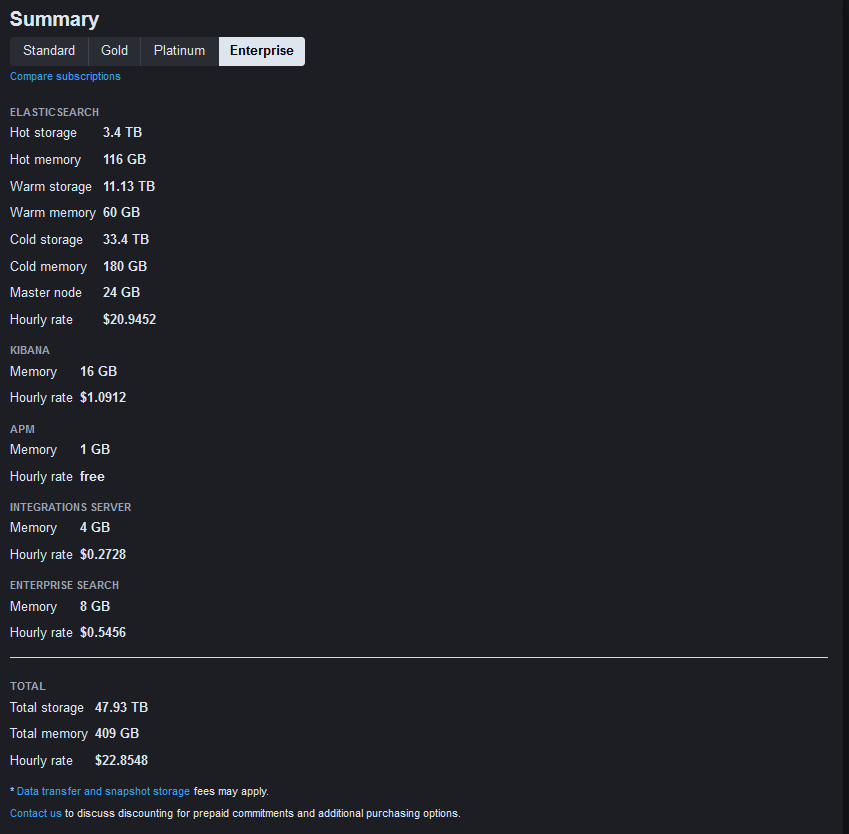 Summary
Standard Gold Platinum Enterprise
Compare subscriptions
ELASTICSEARCH
Hot storage 3.4 TB
Hot memory 116 GB
Warm storage 11.13 TB
Warm memory 60 GB
Cold storage 33.4 TB
Cold memory 180 GB
Master node 24 GB
Hourly rate $20.9452
KIBANA
Memory 16 GB
Hourly rate $1.0912
APM
Memory 1 GB
Hourly rate free
INTEGRATIONS SERVER
Memory 4 GB
Hourly rate $0.2728
ENTERPRISE SEARCH
Memory 8 GB
Hourly rate $0.5456
TOTAL
Total storage 47.93 TB
Total memory 409 GB
Hourly rate $22.8548
* Data transfer and snapshot storage fees may apply.
Contact us to discuss discounting for prepaid commitments and additional purchasing options.